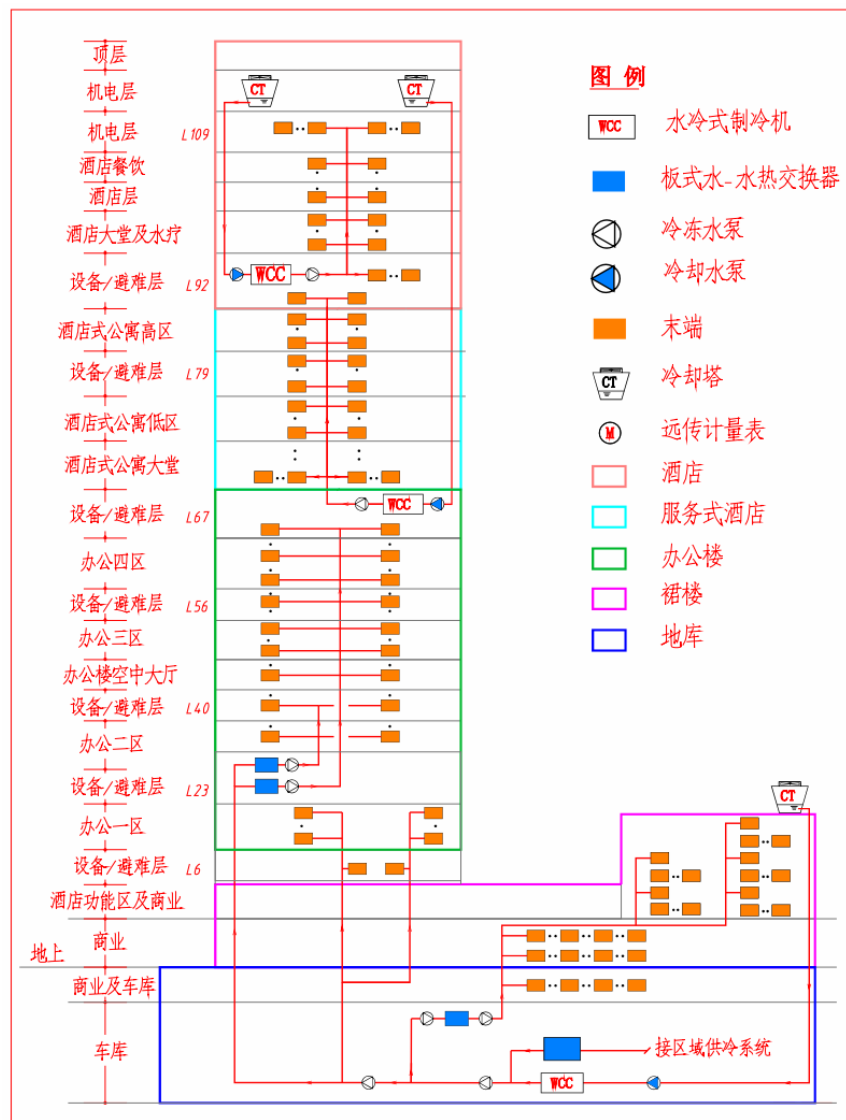 顶层
CT
CT
机电层
机电层 L109
酒店餐饮
酒店层
酒店大堂及水疗
设备/避难层 L92
WCC
酒店式公寓高区
设备/避难层 L79
酒店式公寓低区
酒店式公寓大堂
设备/避难层 L67
WCC
办公四区
设备/避难层 L56
办公三区
办公楼空中大厅
设备/避难层 L40
办公二区
设备/避难层 L23
CT
办公一区
设备/避难层 L6
酒店功能区及商业
商业
地上
商业及车库
车库
接区域供冷系统
WCC
图 例
WCC 水冷式制冷机
板式水-水热交换器
冷冻水泵
冷却水泵
末端
CT 冷却塔
M 远传计量表
酒店
服务式酒店
办公楼
裙楼
地库